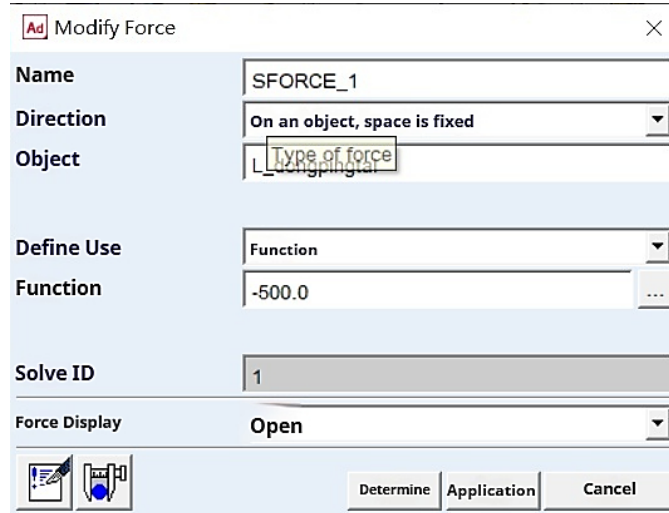 Ad Modify Force
Name SFORCE_1
Direction On an object, space is fixed
Type of force
Object L_dongpingtai
Define Use Function
Function -500.0 ...
Solve ID 1
Force Display Open
Determine Application Cancel